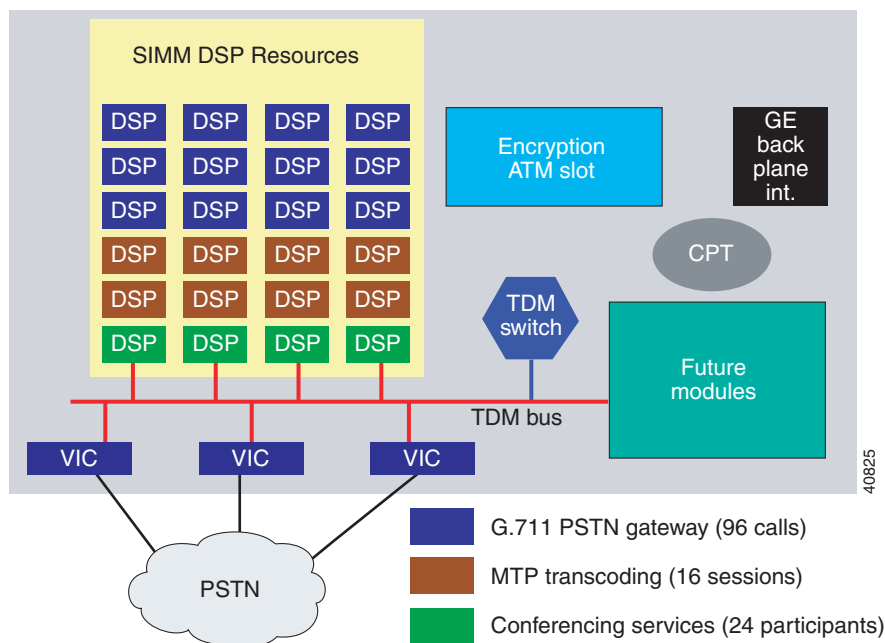 SIMM DSP Resources
DSP DSP DSP DSP
DSP DSP DSP DSP
DSP DSP DSP DSP
DSP DSP DSP DSP
DSP DSP DSP DSP
DSP DSP DSP DSP
Encryption
ATM slot
GE
back
plane
int.
CPT
TDM
switch
Future
modules
TDM bus
VIC VIC VIC
40825
PSTN
G.711 PSTN gateway (96 calls)
MTP transcoding (16 sessions)
Conferencing services (24 participants)